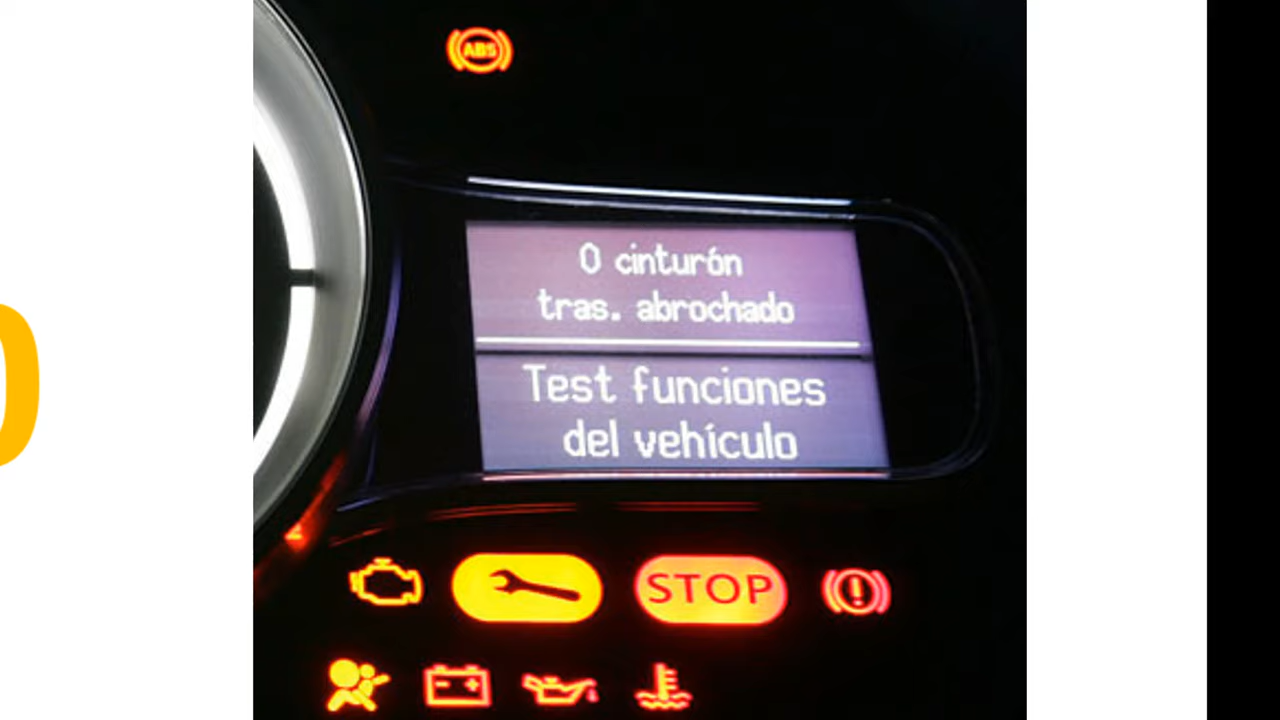 ABS
0 cinturón
tras. abrochado
Test funciones
del vehículo
STOP